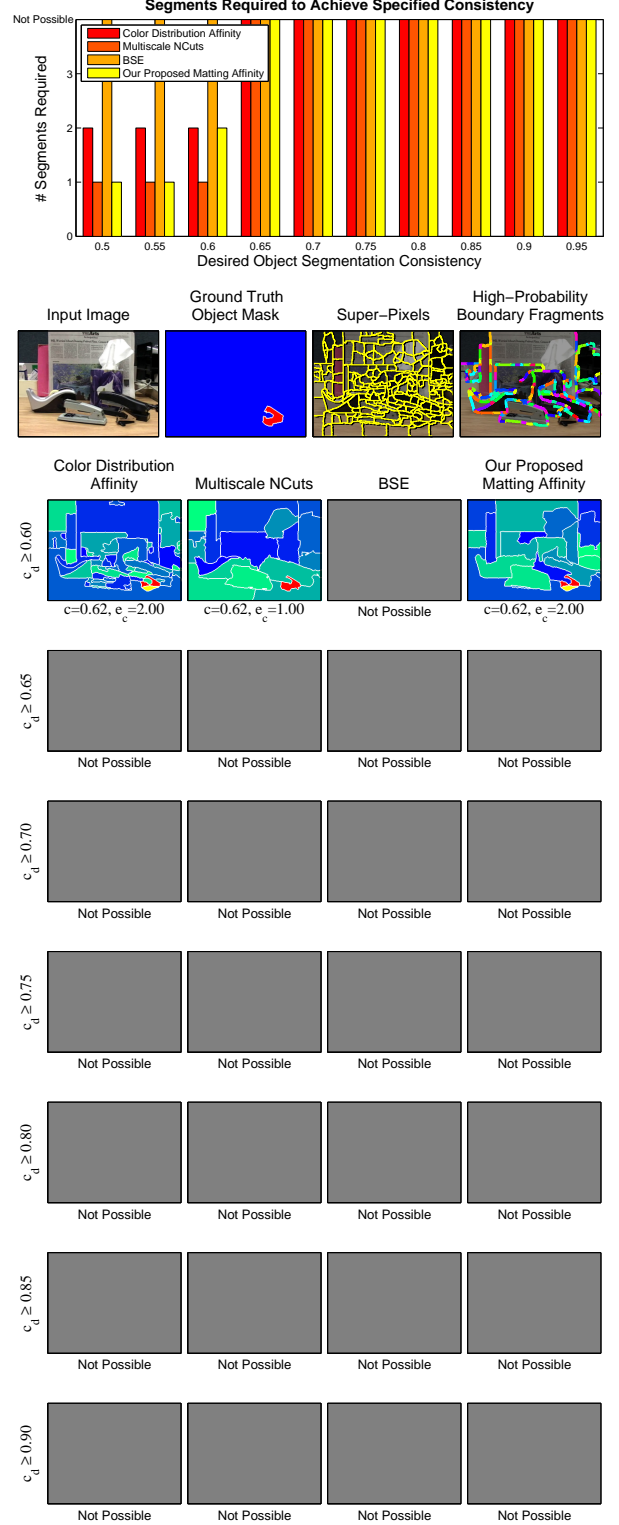 Segments Required to Achieve Specified Consistency
Not Possible
3
2
1
0
# Segments Required
Color Distribution Affinity
Multiscale NCuts
BSE
Our Proposed Matting Affinity
0.5 0.55 0.6 0.65 0.7 0.75 0.8 0.85 0.9 0.95
Desired Object Segmentation Consistency
Input Image
Ground Truth
Object Mask
Super−Pixels
High−Probability
Boundary Fragments
Color Distribution
Affinity
Multiscale NCuts
BSE
Our Proposed
Matting Affinity
c_d ≥ 0.60
c=0.62, e_c=2.00
c=0.62, e_c=1.00
Not Possible
c=0.62, e_c=2.00
c_d ≥ 0.65
Not Possible Not Possible Not Possible Not Possible
c_d ≥ 0.70
Not Possible Not Possible Not Possible Not Possible
c_d ≥ 0.75
Not Possible Not Possible Not Possible Not Possible
c_d ≥ 0.80
Not Possible Not Possible Not Possible Not Possible
c_d ≥ 0.85
Not Possible Not Possible Not Possible Not Possible
c_d ≥ 0.90
Not Possible Not Possible Not Possible Not Possible